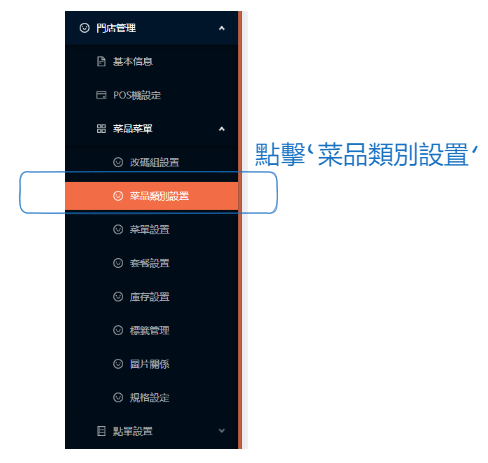 門店管理
基本信息
POS機設定
菜品菜單
改碼組設置
點擊‘菜品類別設置’
菜品類別設置
菜單設置
套餐設置
庫存設置
標籤管理
圖片關係
規格設定
點單設置